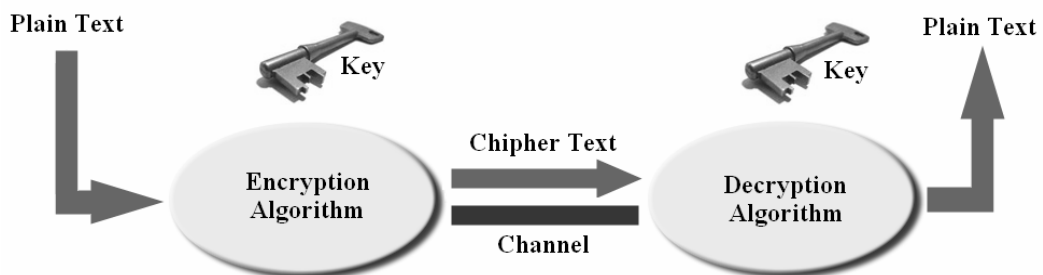 Plain Text
Key
Encryption
Algorithm
Chipher Text
Channel
Key
Decryption
Algorithm
Plain Text